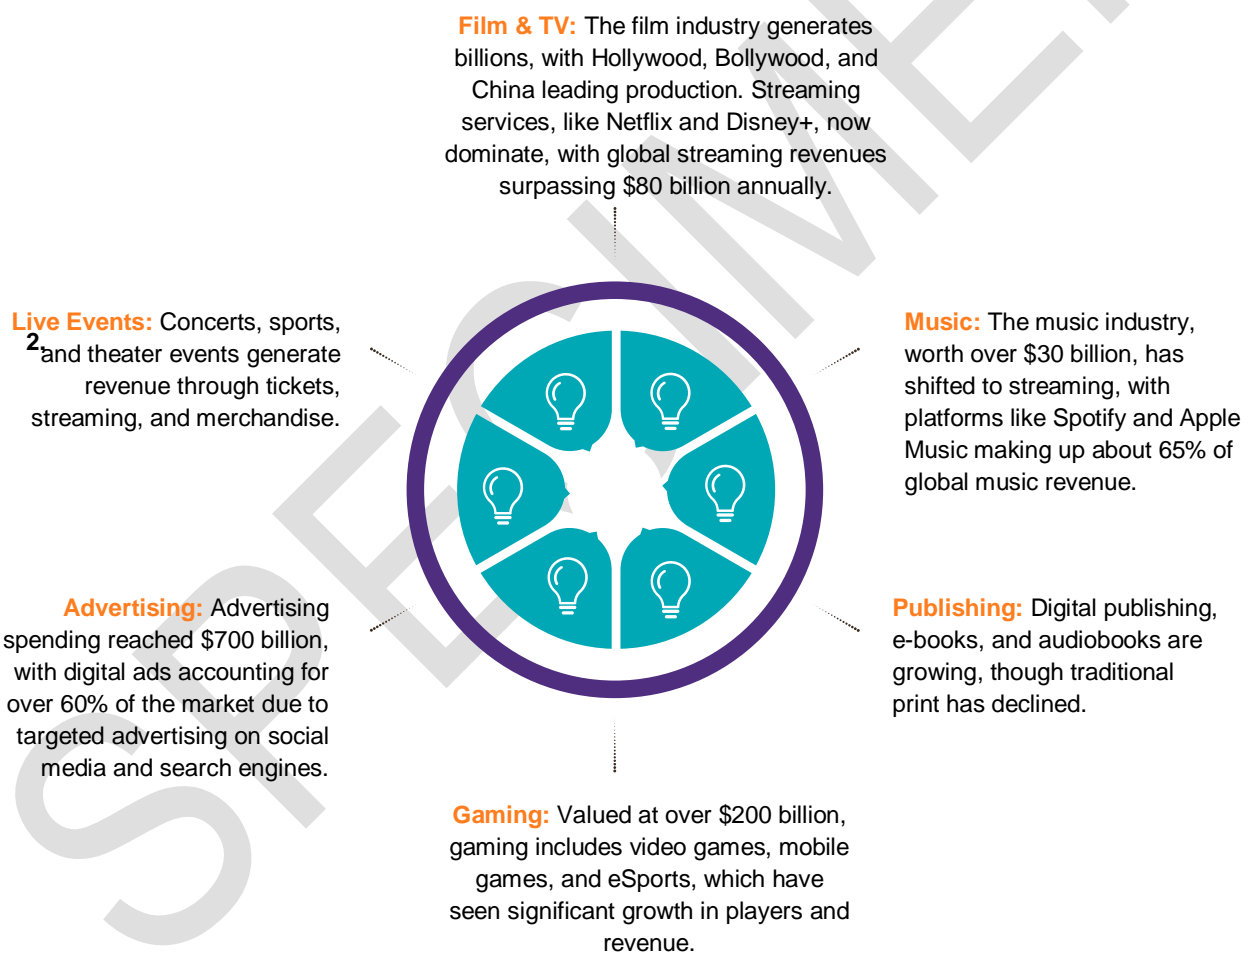 Film & TV: The film industry generates
billions, with Hollywood, Bollywood, and
China leading production. Streaming
services, like Netflix and Disney+, now
dominate, with global streaming revenues
surpassing $80 billion annually.
Live Events: Concerts, sports,
2.
and theater events generate
revenue through tickets,
streaming, and merchandise.
Music: The music industry,
worth over $30 billion, has
shifted to streaming, with
platforms like Spotify and Apple
Music making up about 65% of
global music revenue.
Advertising: Advertising
spending reached $700 billion,
with digital ads accounting for
over 60% of the market due to
targeted advertising on social
media and search engines.
Publishing: Digital publishing,
e-books, and audiobooks are
growing, though traditional
print has declined.
Gaming: Valued at over $200 billion,
gaming includes video games, mobile
games, and eSports, which have
seen significant growth in players and
revenue.
SPECIME